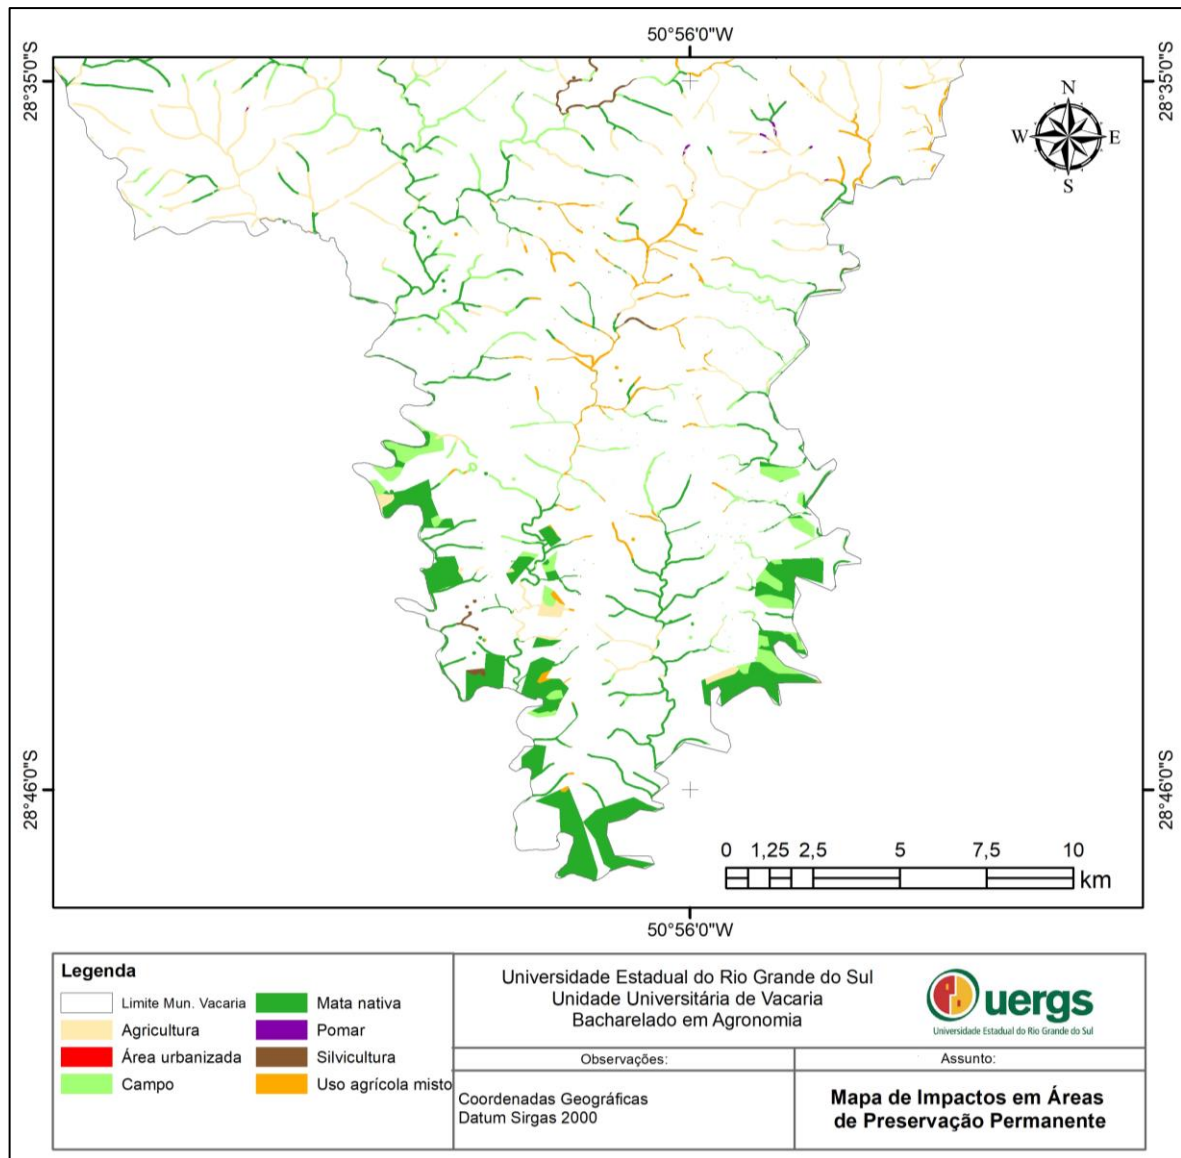 50°56'0"W
28°35'0"S
28°35'0"S
N
W E
S
28°46'0"S
28°46'0"S
0 1,25 2,5 5 7,5 10
km
50°56'0"W
Legenda
Limite Mun. Vacaria
Agricultura
Área urbanizada
Campo
Mata nativa
Pomar
Silvicultura
Uso agrícola misto
Universidade Estadual do Rio Grande do Sul
Unidade Universitária de Vacaria
Bacharelado em Agronomia
uergs
Universidade Estadual do Rio Grande do Sul
Observações:
Assunto:
Coordenadas Geográficas
Datum Sirgas 2000
Mapa de Impactos em Áreas
de Preservação Permanente